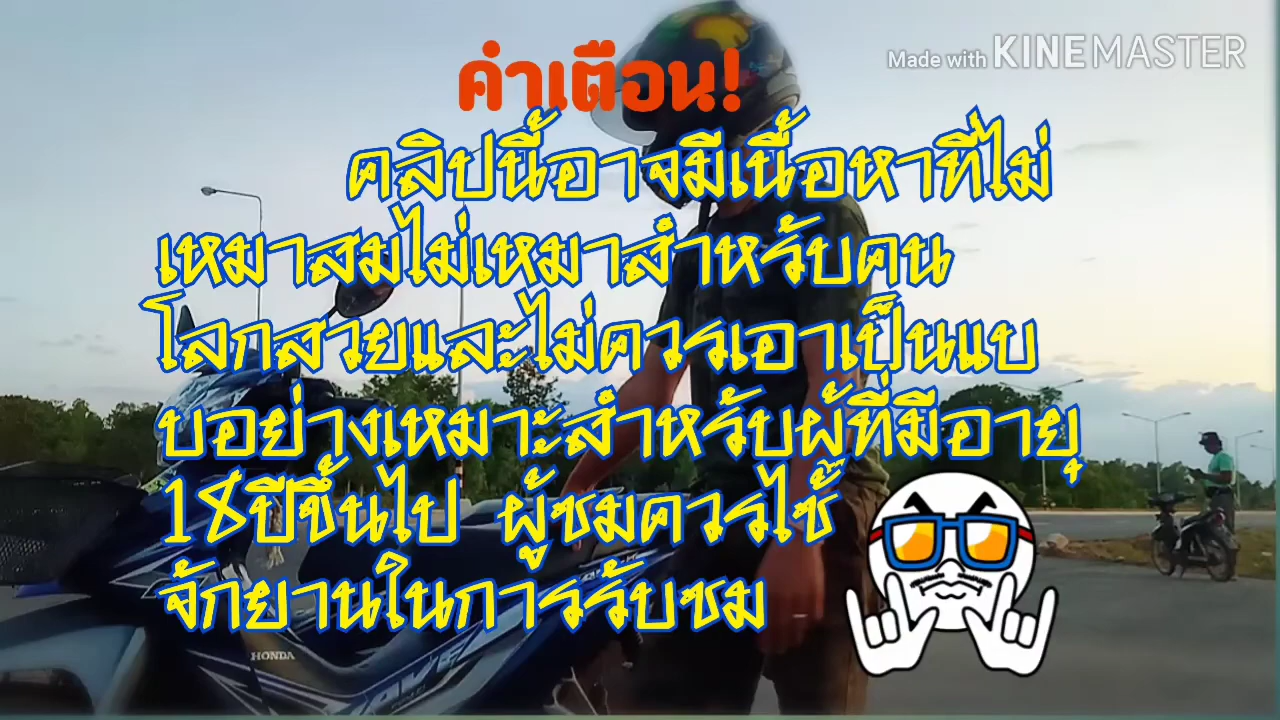 Made with KINEMASTER
คำเตือน!
คลิปนี้อาจมีเนื้อหาที่ไม่
เหมาสมไม่เหมาสำหรับคน
โลกสวยและไม่ควรเอาเป็นแบ
บอย่างเหมาะสำหรับผู้ที่มีอายุ
18ปีขึ้นไป ผู้ชมควรไช้
จักยานในการรับชม
HONDA